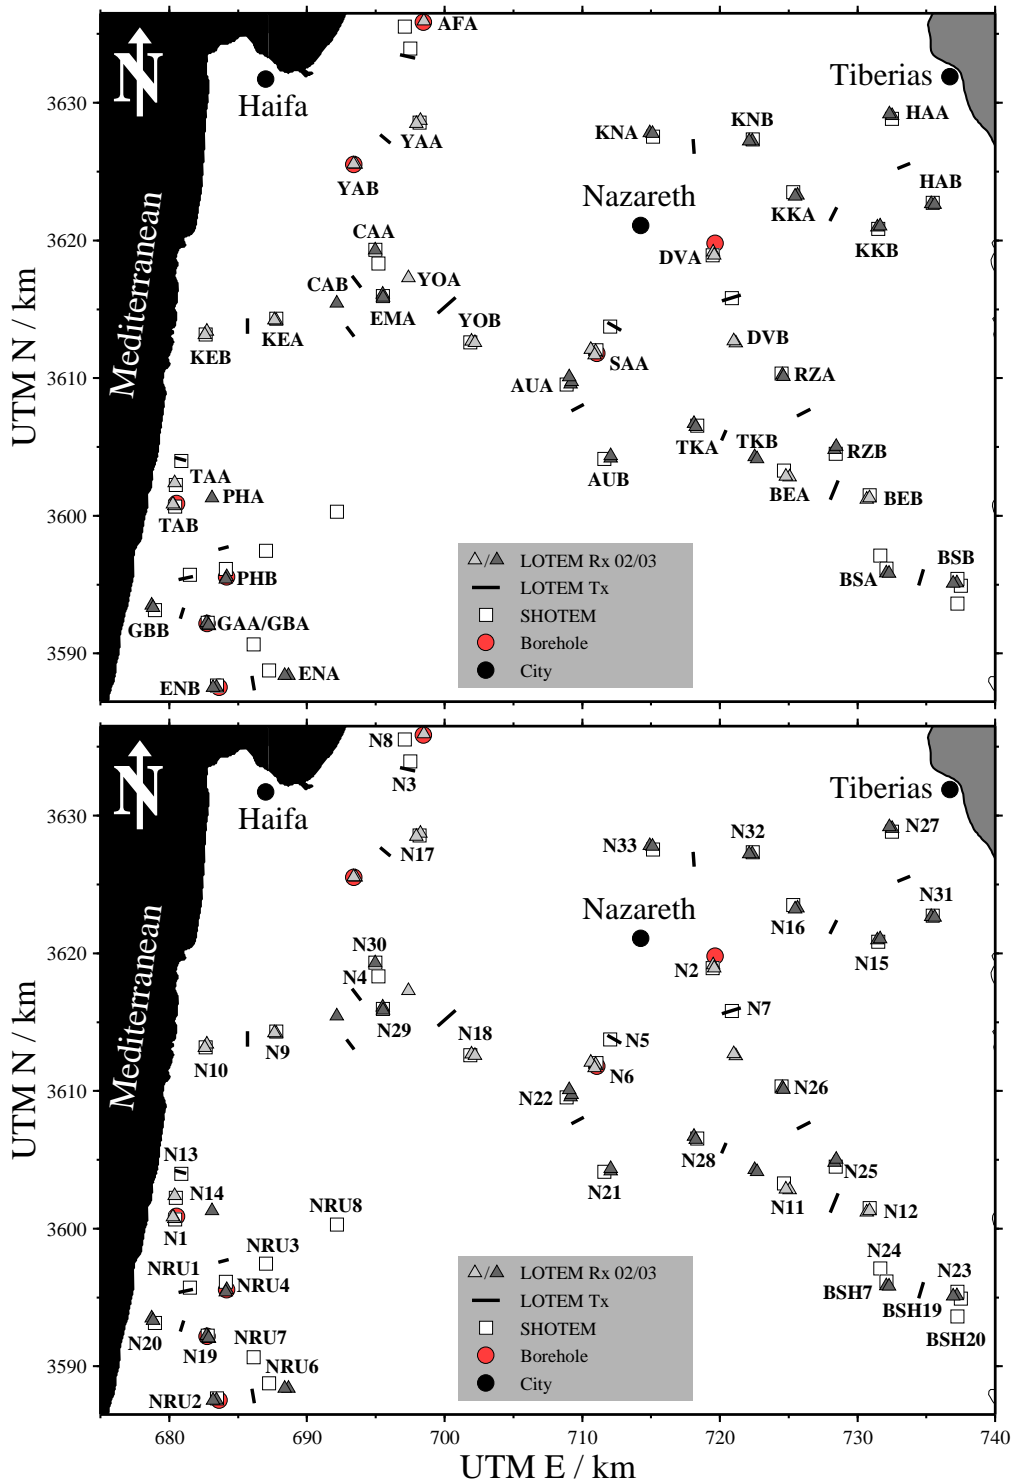 AFA
3630
N
Haifa
Tiberias
YAA
KNA
KNB
HAA
YAB
Nazareth
KKA
HAB
3620
CAA
DVA
KKB
CAB
YOA
EMA
YOB
DVB
KEB
KEA
SAA
3610
AUA
RZA
TKA
TKB
RZB
AUB
BEA
BEB
TAA
PHA
3600
TAB
PHB
BSA
BSB
GBB
GAA/GBA
3590
ENB
ENA
Mediterranean
UTM N / km
LOTEM Rx 02/03
LOTEM Tx
SHOTEM
Borehole
City
N8
N3
3630
N
Haifa
Tiberias
N17
N33
N32
N27
Nazareth
N16
N31
3620
N30
N4
N2
N15
N29
N7
N18
N5
N10
N9
N6
3610
N22
N26
N28
N25
N13
N14
N21
N11
N12
3600
N1
NRU8
NRU3
NRU1
NRU4
N24
N23
BSH7
BSH19
BSH20
N20
N19
NRU7
NRU6
3590
NRU2
Mediterranean
UTM N / km
LOTEM Rx 02/03
LOTEM Tx
SHOTEM
Borehole
City
680 690 700 710 720 730 740
UTM E / km